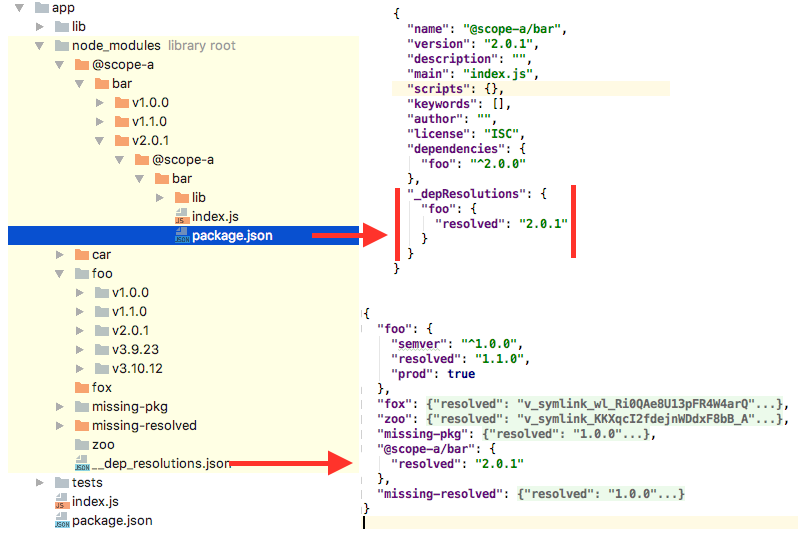 app
lib
node_modules library root
@scope-a
bar
v1.0.0
v1.1.0
v2.0.1
@scope-a
bar
lib
index.js
package.json
car
foo
v1.0.0
v1.1.0
v2.0.1
v3.9.23
v3.10.12
fox
missing-pkg
missing-resolved
zoo
__dep_resolutions.json
tests
index.js
package.json
{
"name": "@scope-a/bar",
"version": "2.0.1",
"description": "",
"main": "index.js",
"scripts": {},
"keywords": [],
"author": "",
"license": "ISC",
"dependencies": {
"foo": "^2.0.0"
},
"_depResolutions": {
"foo": {
"resolved": "2.0.1"
}
}
}
{
"foo": {
"semver": "^1.0.0",
"resolved": "1.1.0",
"prod": true
},
"fox": {"resolved": "v_symlink_wl_Ri0QAe8U13pFR4W4arQ"...},
"zoo": {"resolved": "v_symlink_KKXqcI2fdejnWDdxF8bB_A"...},
"missing-pkg": {"resolved": "1.0.0"...},
"@scope-a/bar": {
"resolved": "2.0.1"
},
"missing-resolved": {"resolved": "1.0.0"...}
}